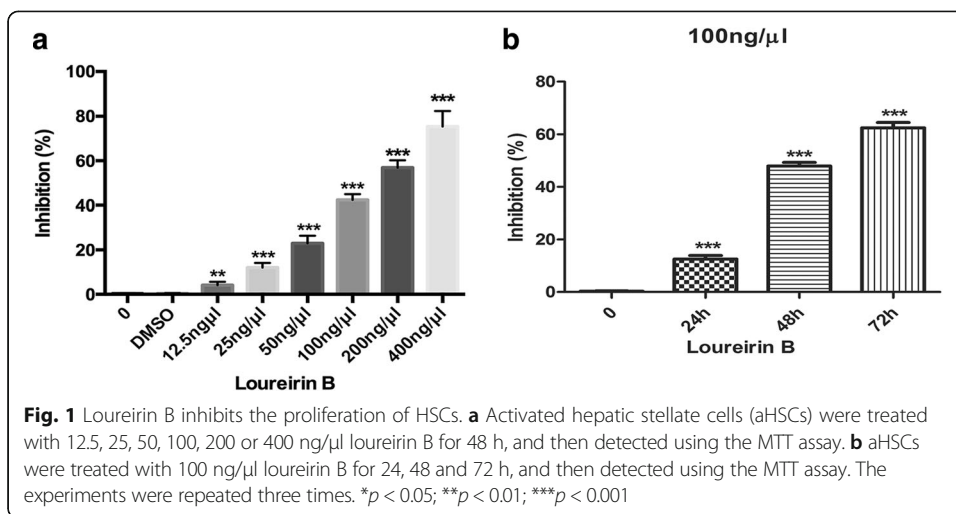 a
Inhibition (%)
100
80
60
40
20
0
**
***
***
***
***
***
0
DMSO
12.5ngµl
25ng/µl
50ng/µl
100ng/µl
200ng/µl
400ng/µl
Loureirin B
b
100ng/µl
Inhibition (%)
80
60
40
20
0
***
***
***
24h
48h
72h
Loureirin B
Fig. 1 Loureirin B inhibits the proliferation of HSCs. a Activated hepatic stellate cells (aHSCs) were treated
with 12.5, 25, 50, 100, 200 or 400 ng/µl loureirin B for 48 h, and then detected using the MTT assay. b aHSCs
were treated with 100 ng/µl loureirin B for 24, 48 and 72 h, and then detected using the MTT assay. The
experiments were repeated three times. *p < 0.05; **p < 0.01; ***p < 0.001